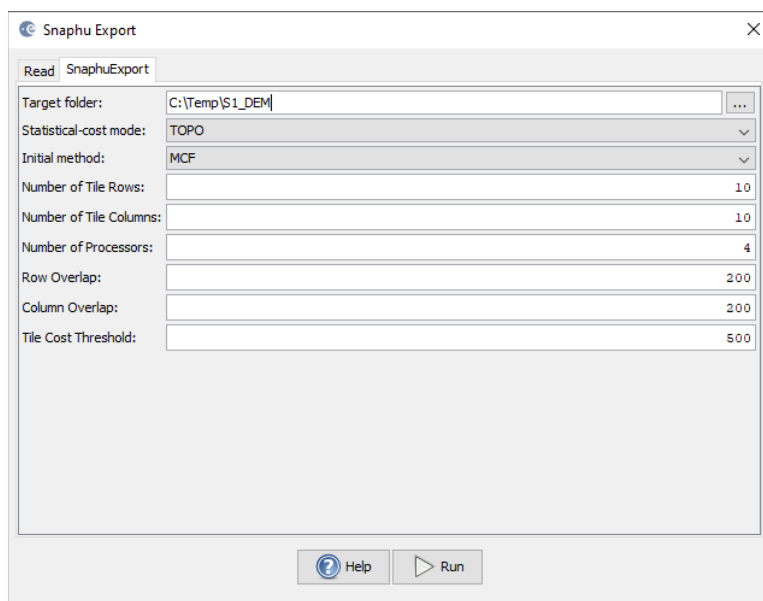 Snaphu Export
Read SnaphuExport
Target folder: C:\Temp\S1_DEM ...
Statistical-cost mode: TOPO
Initial method: MCF
Number of Tile Rows: 10
Number of Tile Columns: 10
Number of Processors: 4
Row Overlap: 200
Column Overlap: 200
Tile Cost Threshold: 500
Help Run